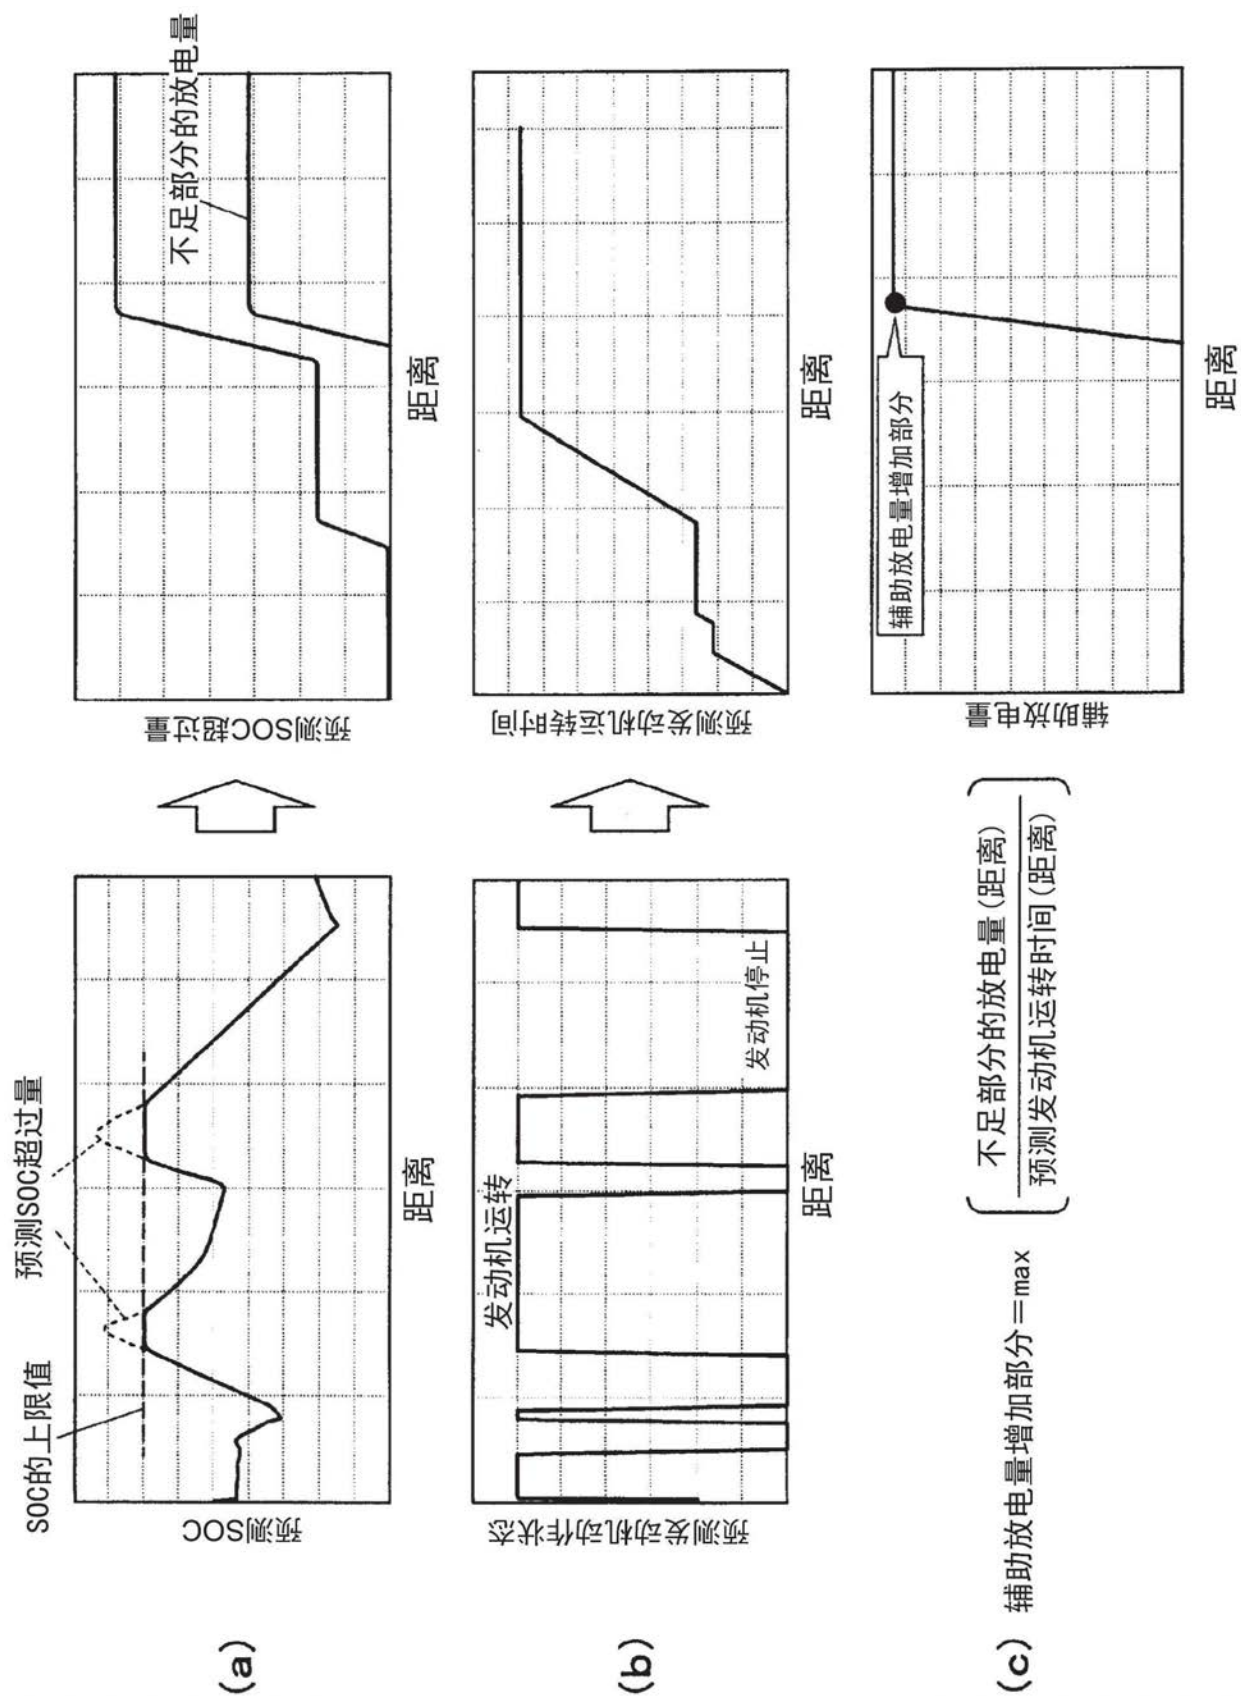 (a)
SOC的上限值
预测SOC超过量
预测SOC
距离
预测SOC超过量
不足部分的放电量
距离
(b)
预测发动机动作状态
发动机运转
发动机停止
距离
预测发动机运转时间
距离
(c)
辅助放电量增加部分=max
不足部分的放电量(距离)
预测发动机运转时间(距离)
辅助放电量
辅助放电量增加部分
距离